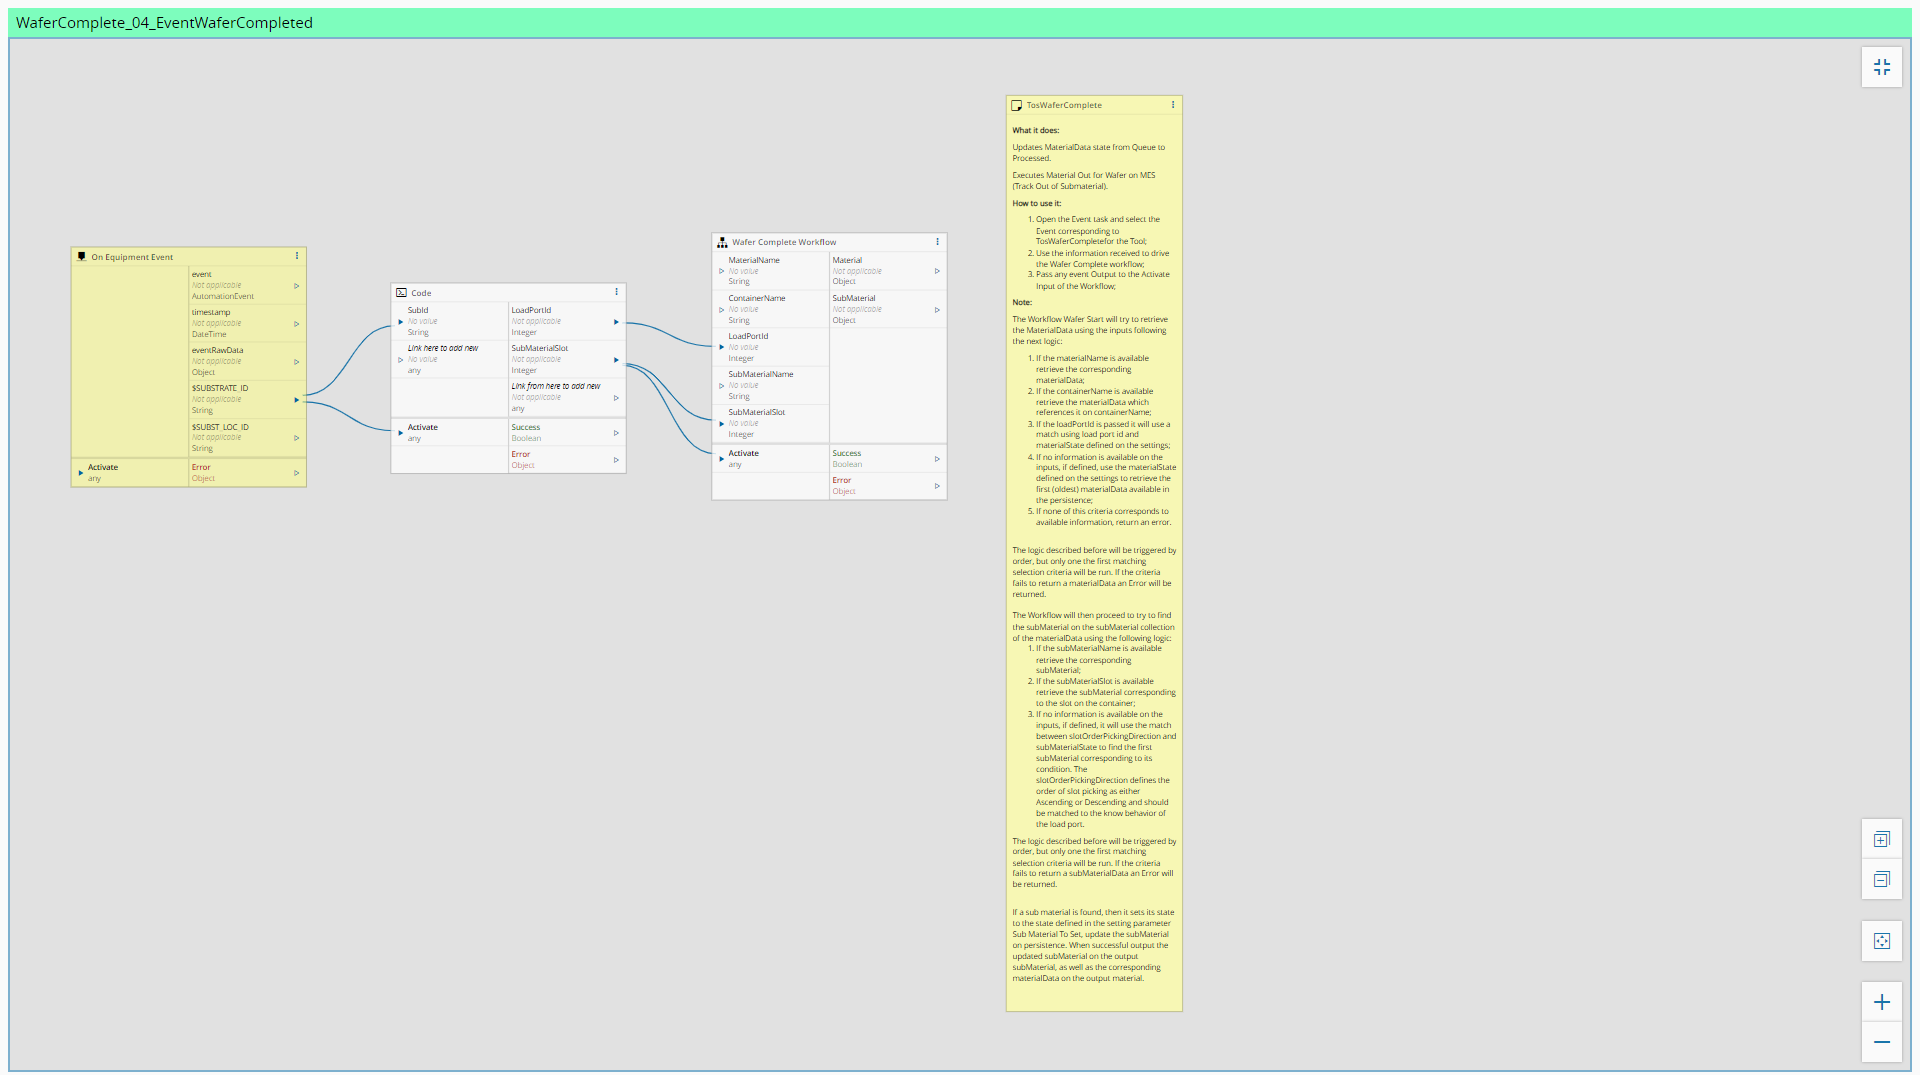 WaferComplete_04_EventWaferCompleted
On Equipment Event
event
Not applicable
AutomationEvent
timestamp
Not applicable
DateTime
eventRawData
Not applicable
Object
$SUBSTRATE_ID
Not applicable
String
$SUBST_LOC_ID
Not applicable
String
Activate
any
Error
Object
Code
SubId
No value
String
Link here to add new
No value
any
LoadPortId
Not applicable
Integer
SubMaterialSlot
Not applicable
Integer
Link from here to add new
Not applicable
any
Activate
any
Success
Boolean
Error
Object
Wafer Complete Workflow
MaterialName
No value
String
ContainerName
No value
String
LoadPortId
No value
Integer
SubMaterialName
No value
String
SubMaterialSlot
No value
Integer
Material
Not applicable
Object
SubMaterial
Not applicable
Object
Activate
any
Success
Boolean
Error
Object
TosWaferComplete
What it does:
Updates MaterialData state from Queue to
Processed.
Executes Material Out for Wafer on MES
(Track Out of Submaterial).
How to use it:
1. Open the Event task and select the
Event corresponding to
TosWaferCompletefor the Tool;
2. Use the information received to drive
the Wafer Complete workflow;
3. Pass any event Output to the Activate
Input of the Workflow;
Note:
The Workflow Wafer Start will try to retrieve
the MaterialData using the inputs following
the next logic:
1. If the materialName is available
retrieve the corresponding
materialData;
2. If the containerName is available
retrieve the materialData which
references it on containerName;
3. If the loadPortId is passed it will use a
match using load port id and
materialState defined on the settings;
4. If no information is available on the
inputs, if defined, use the materialState
defined on the settings to retrieve the
first (oldest) materialData available in
the persistence;
5. If none of this criteria corresponds to
available information, return an error.
The logic described before will be triggered by
order, but only one the first matching
selection criteria will be run. If the criteria
fails to return a materialData an Error will be
returned.
The Workflow will then proceed to try to find
the subMaterial on the subMaterial collection
of the materialData using the following logic:
1. If the subMaterialName is available
retrieve the corresponding
subMaterial;
2. If the subMaterialSlot is available
retrieve the subMaterial corresponding
to the slot on the container;
3. If no information is available on the
inputs, if defined, it will use the match
between slotOrderPickingDirection and
subMaterialState to find the first
subMaterial corresponding to its
condition. The
slotOrderPickingDirection defines the
order of slot picking as either
Ascending or Descending and should
be matched to the know behavior of
the load port.
The logic described before will be triggered by
order, but only one the first matching
selection criteria will be run. If the criteria
fails to return a subMaterialData an Error will
be returned.
If a sub material is found, then it sets its state
to the state defined in the setting parameter
Sub Material To Set, update the subMaterial
on persistence. When successful output the
updated subMaterial on the output
subMaterial, as well as the corresponding
materialData on the output material.